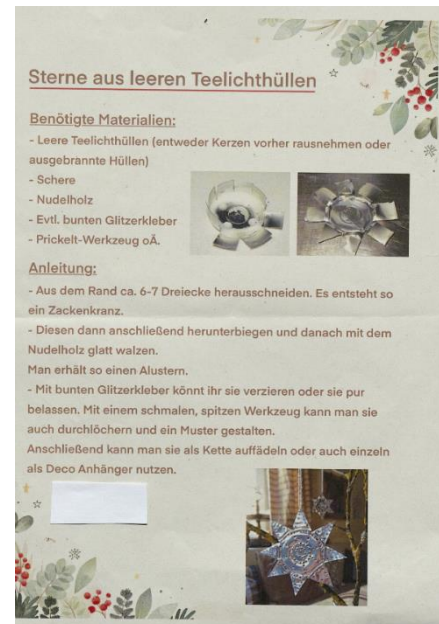 Sterne aus leeren Teelichthüllen
Benötigte Materialien:
- Leere Teelichthüllen (entweder Kerzen vorher rausnehmen oder
ausgebrannte Hüllen)
- Schere
- Nudelholz
- Evtl. bunten Glitzerkleber
- Prickelt-Werkzeug oÄ.
Anleitung:
- Aus dem Rand ca. 6-7 Dreiecke herausschneiden. Es entsteht so
ein Zackenkranz.
- Diesen dann anschließend herunterbiegen und danach mit dem
Nudelholz glatt walzen.
Man erhält so einen Alustern.
- Mit bunten Glitzerkleber könnt ihr sie verzieren oder sie pur
belassen. Mit einem schmalen, spitzen Werkzeug kann man sie
auch durchlöchern und ein Muster gestalten.
Anschließend kann man sie als Kette auffädeln oder auch einzeln
als Deco Anhänger nutzen.